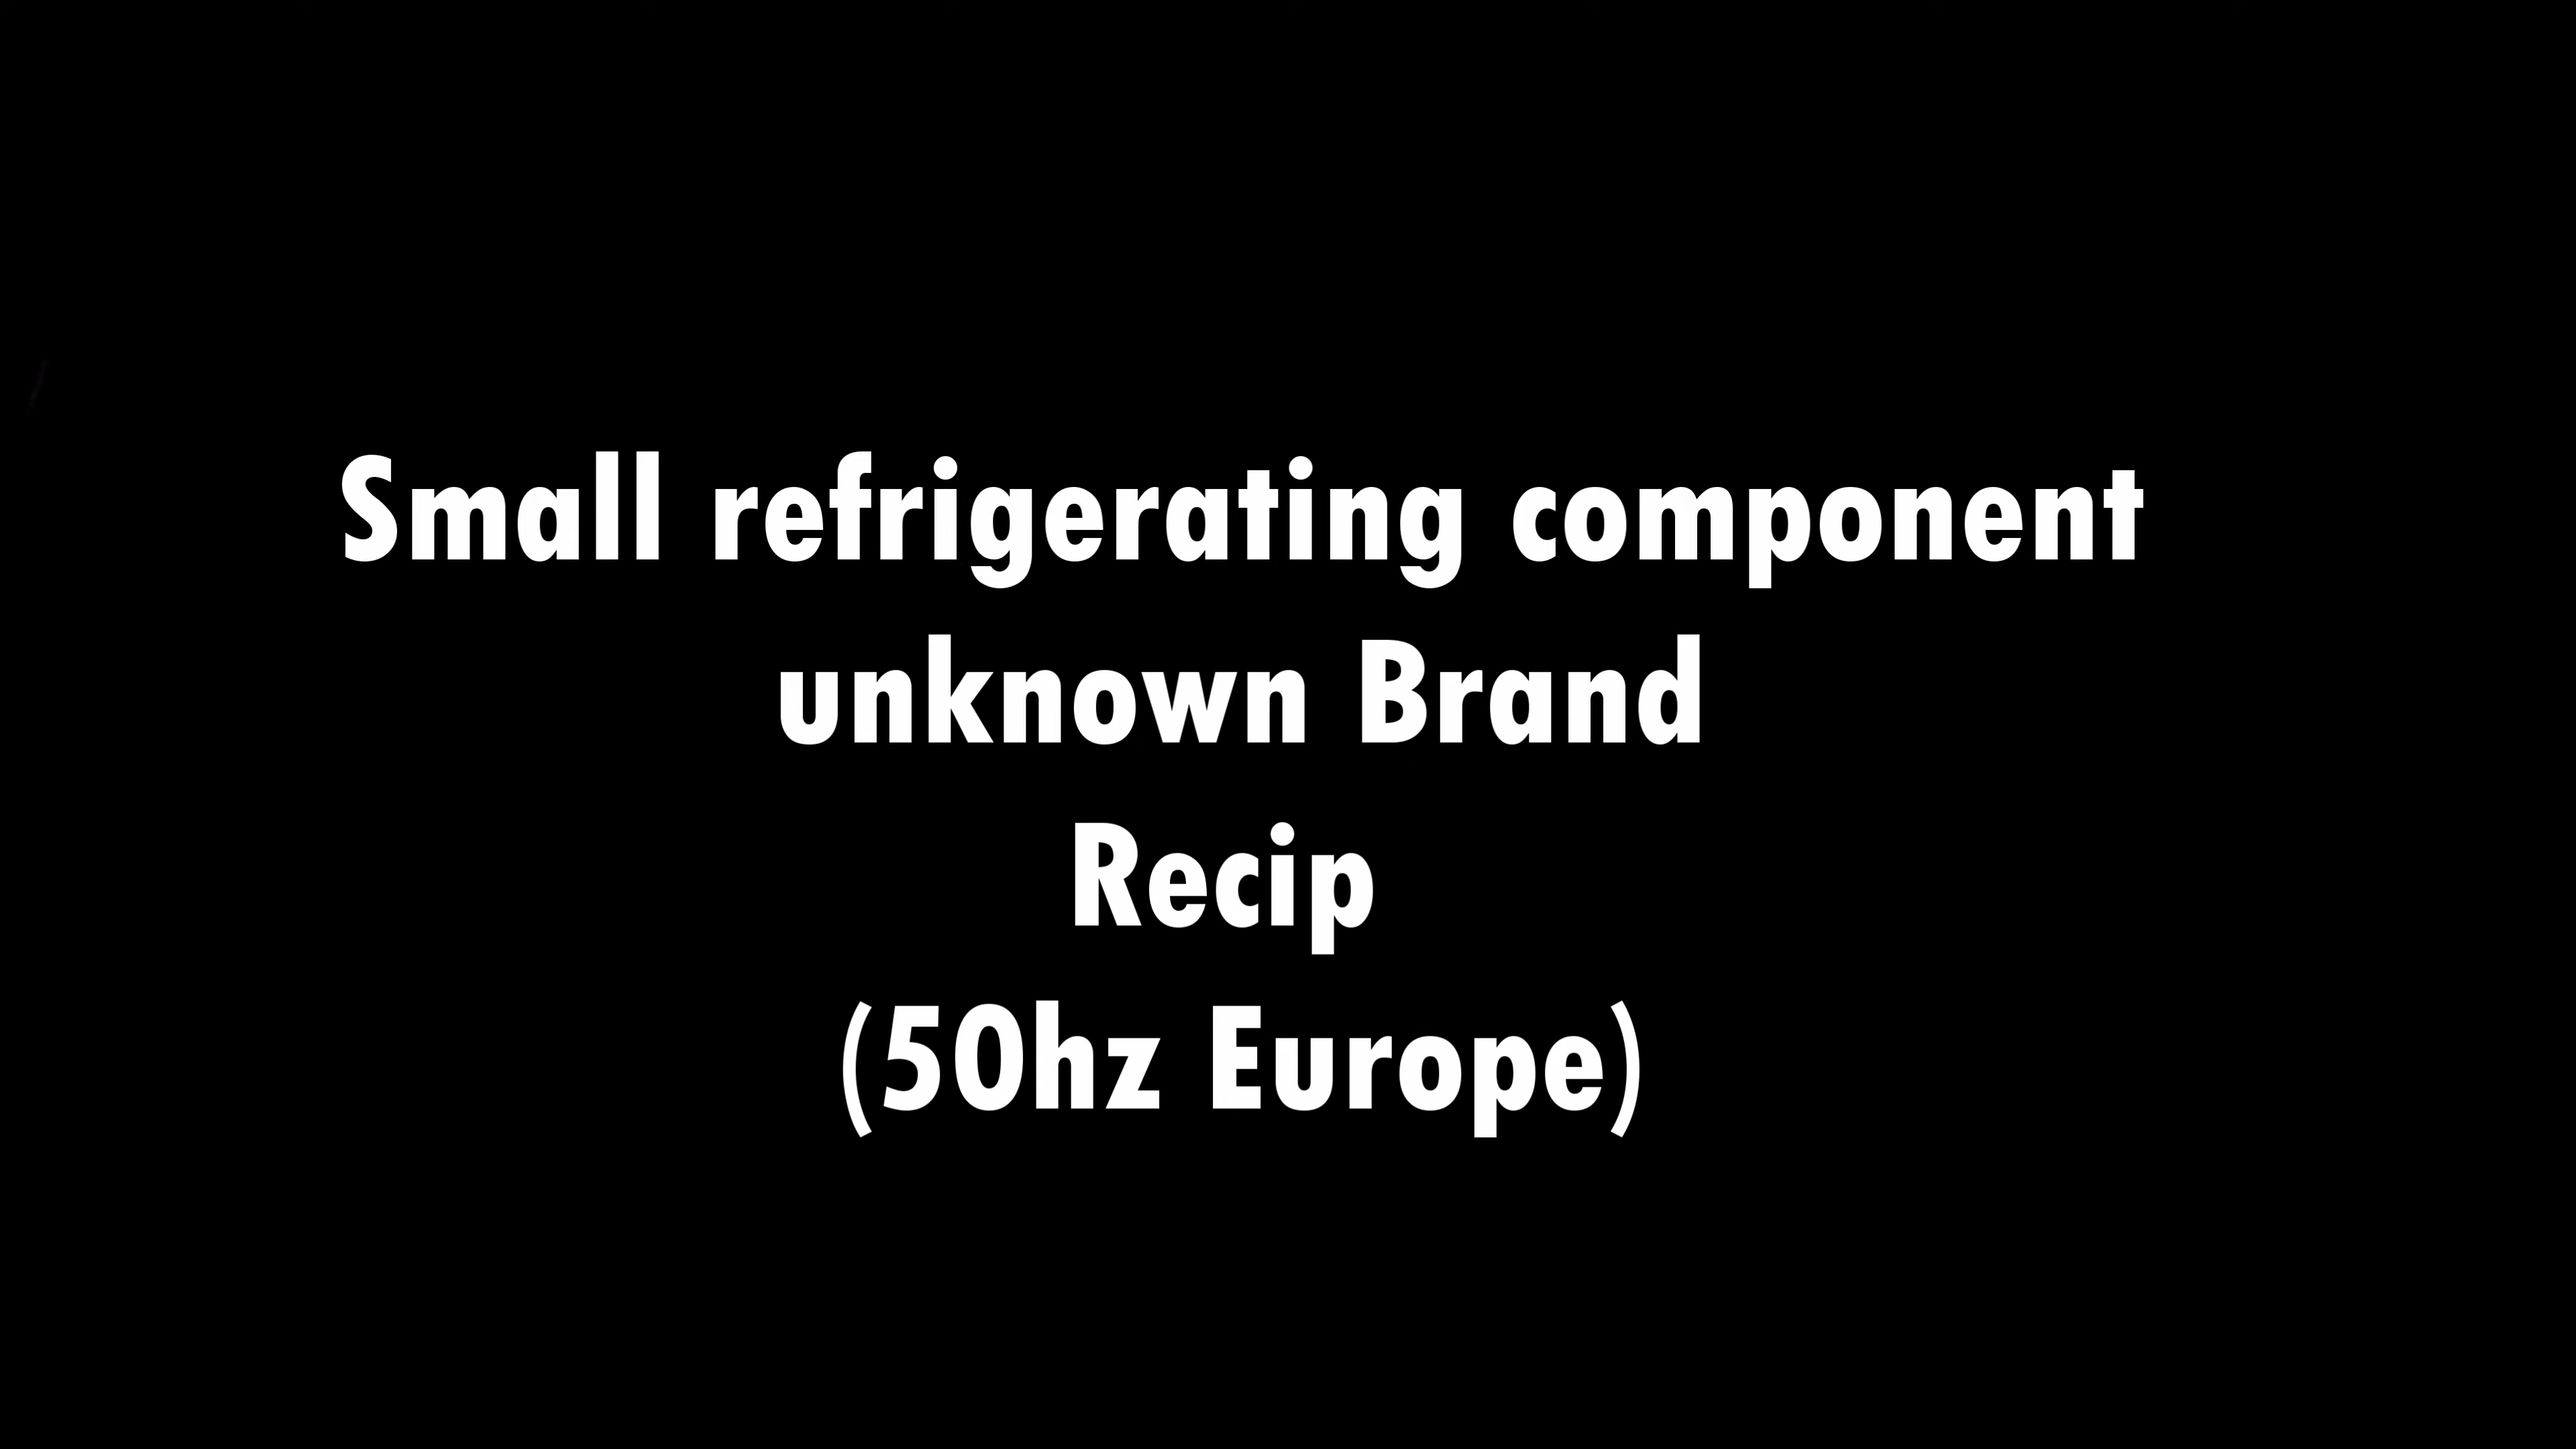 Small refrigerating component
unknown Brand
Recip
(50hz Europe)